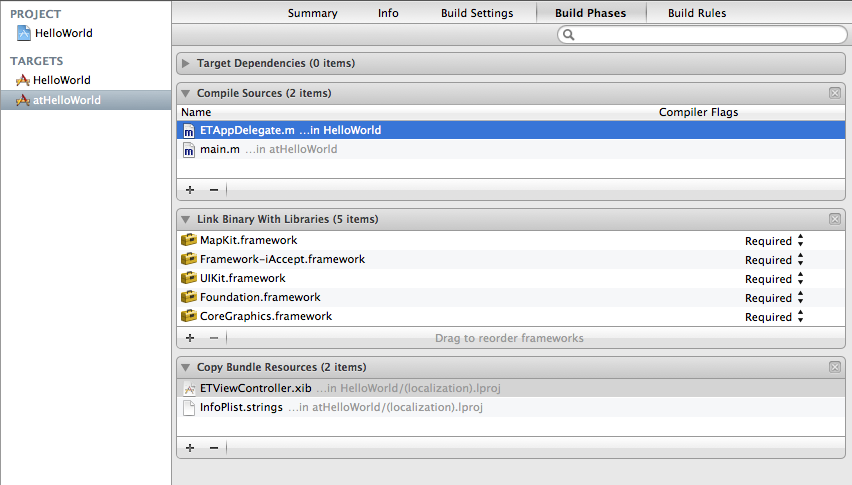 PROJECT
HelloWorld
TARGETS
HelloWorld
atHelloWorld
Summary Info Build Settings Build Phases Build Rules
Target Dependencies (0 items)
Compile Sources (2 items)
Name Compiler Flags
ETAppDelegate.m ...in HelloWorld
main.m ...in atHelloWorld
+ −
Link Binary With Libraries (5 items)
MapKit.framework Required
Framework-iAccept.framework Required
UIKit.framework Required
Foundation.framework Required
CoreGraphics.framework Required
+ − Drag to reorder frameworks
Copy Bundle Resources (2 items)
ETViewController.xib ...in HelloWorld/(localization).lproj
InfoPlist.strings ...in atHelloWorld/(localization).lproj
+ −